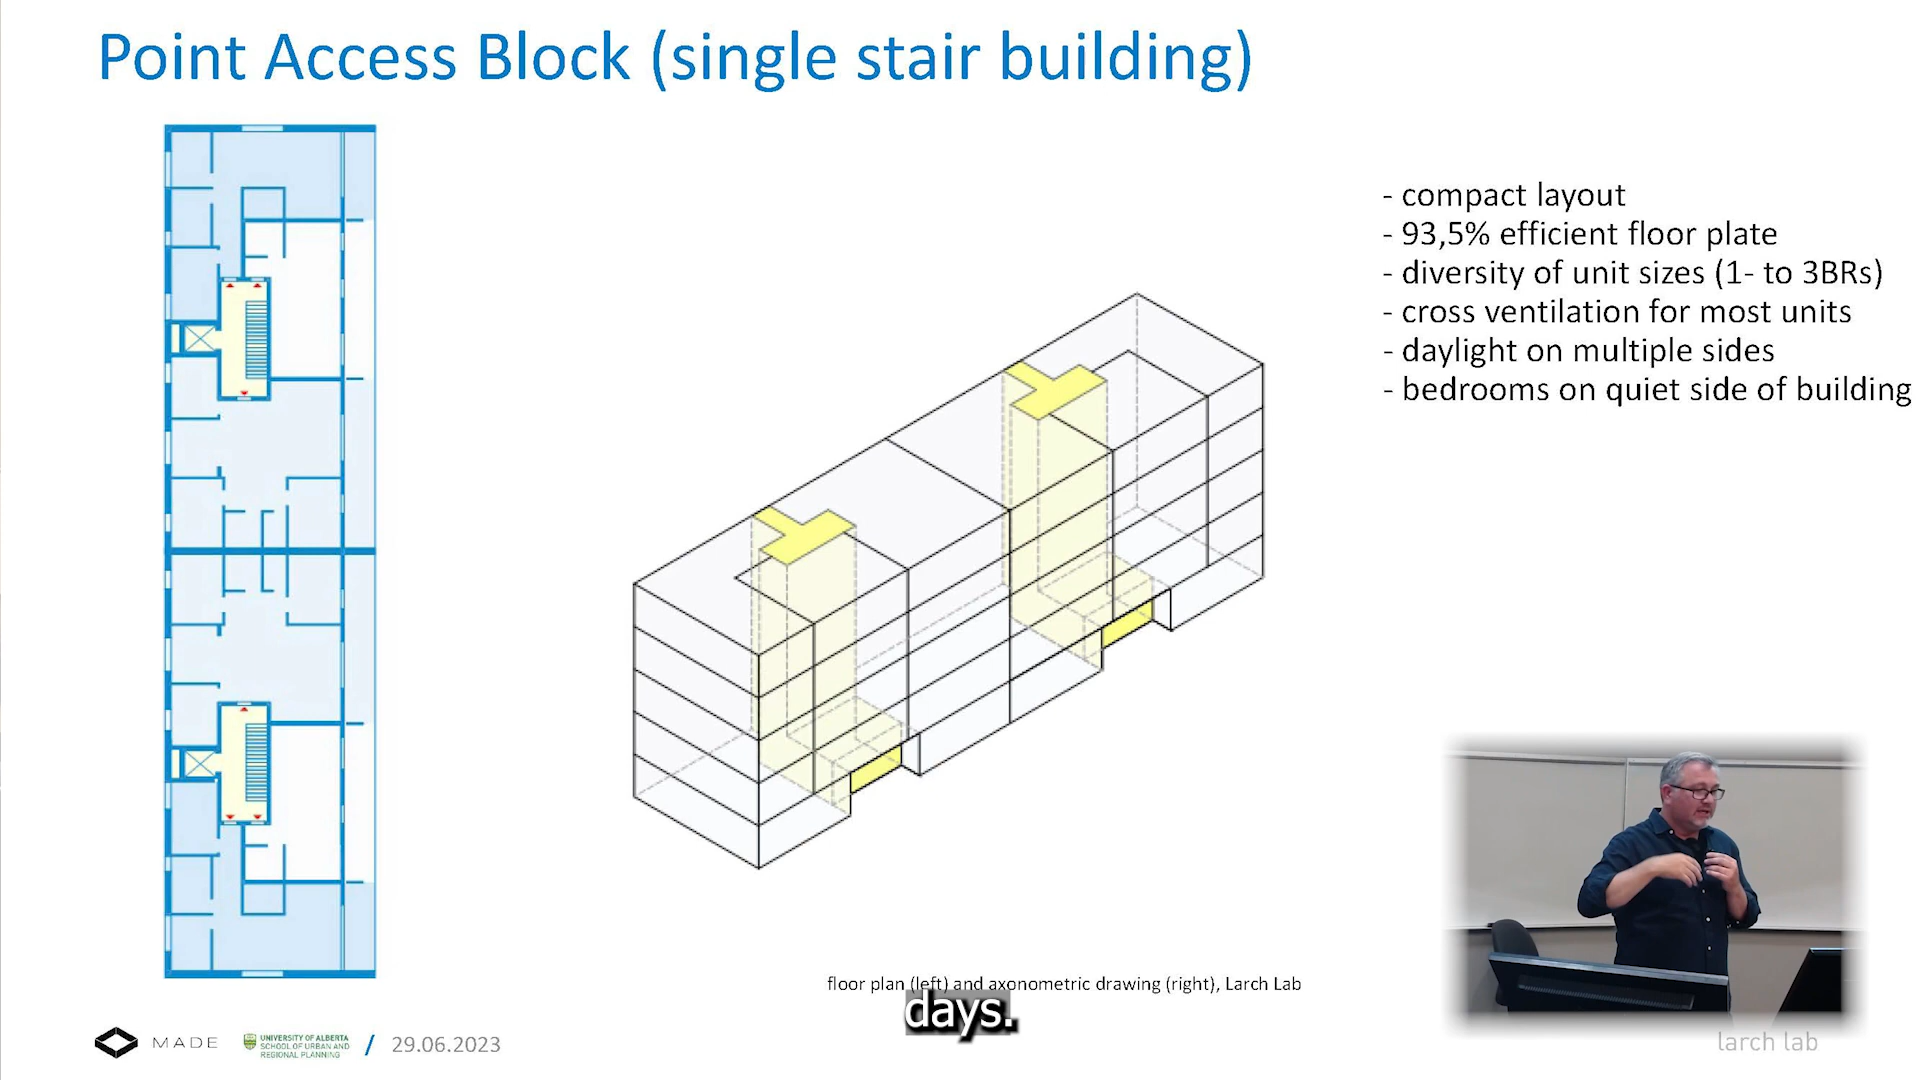 Point Access Block (single stair building)
- compact layout
- 93,5% efficient floor plate
- diversity of unit sizes (1- to 3BRs)
- cross ventilation for most units
- daylight on multiple sides
- bedrooms on quiet side of building
floor plan (left) and axonometric drawing (right), Larch Lab
days.
MADE
UNIVERSITY OF ALBERTA
SCHOOL OF URBAN AND
REGIONAL PLANNING
/ 29.06.2023
larch lab